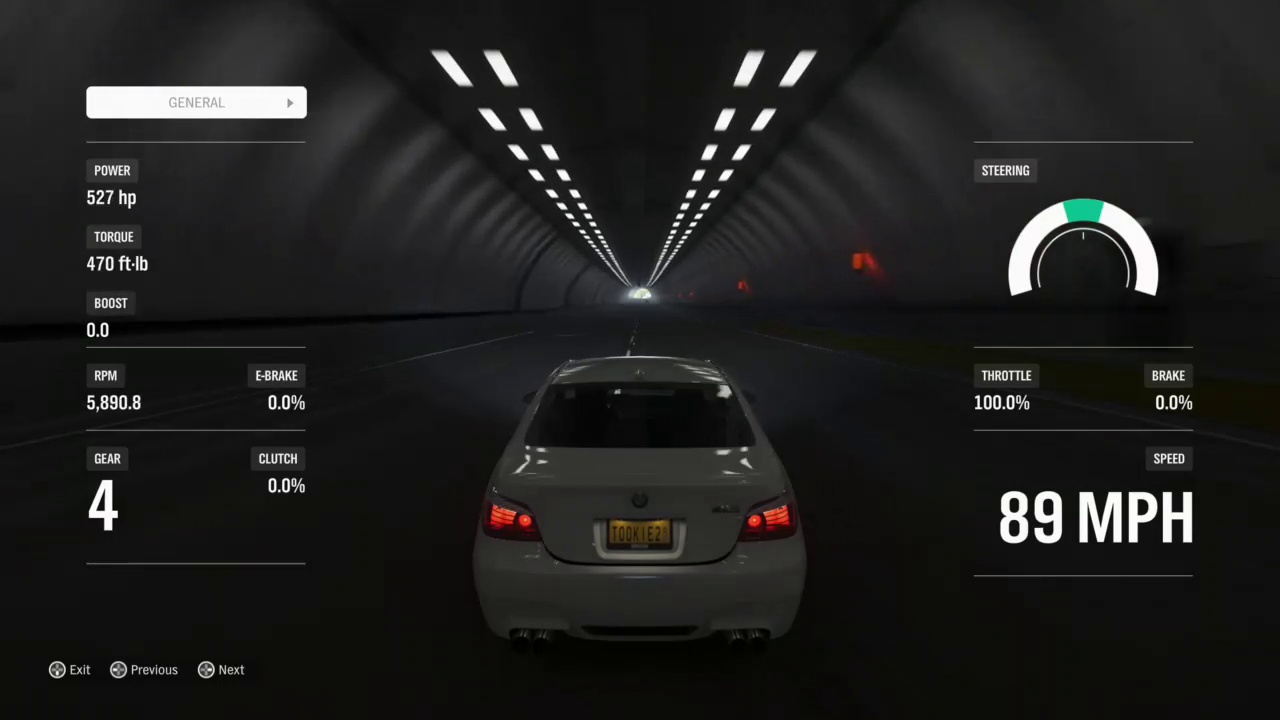 GENERAL
POWER
527 hp
TORQUE
470 ft·lb
BOOST
0.0
RPM
E-BRAKE
5,890.8
0.0%
GEAR
CLUTCH
4
0.0%
STEERING
THROTTLE
BRAKE
100.0%
0.0%
SPEED
89 MPH
TOOKIE2
Exit
Previous
Next